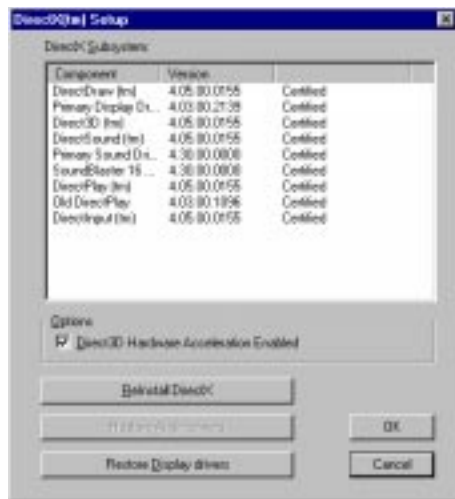 DirectX(tm) Setup
DirectX Subsystem:
Component Version
DirectDraw (tm) 4.05.00.0155 Certified
Primary Display Dri... 4.03.00.2139 Certified
Direct3D (tm) 4.05.00.0155 Certified
DirectSound (tm) 4.05.00.0155 Certified
Primary Sound Dri... 4.30.00.0000 Certified
SoundBlaster 16 ... 4.30.00.0000 Certified
DirectPlay (tm) 4.05.00.0155 Certified
Old DirectPlay 4.03.00.1096 Certified
DirectInput (tm) 4.05.00.0155 Certified
Options
Direct3D Hardware Acceleration Enabled
Reinstall DirectX
OK
Restore Display drivers
Cancel